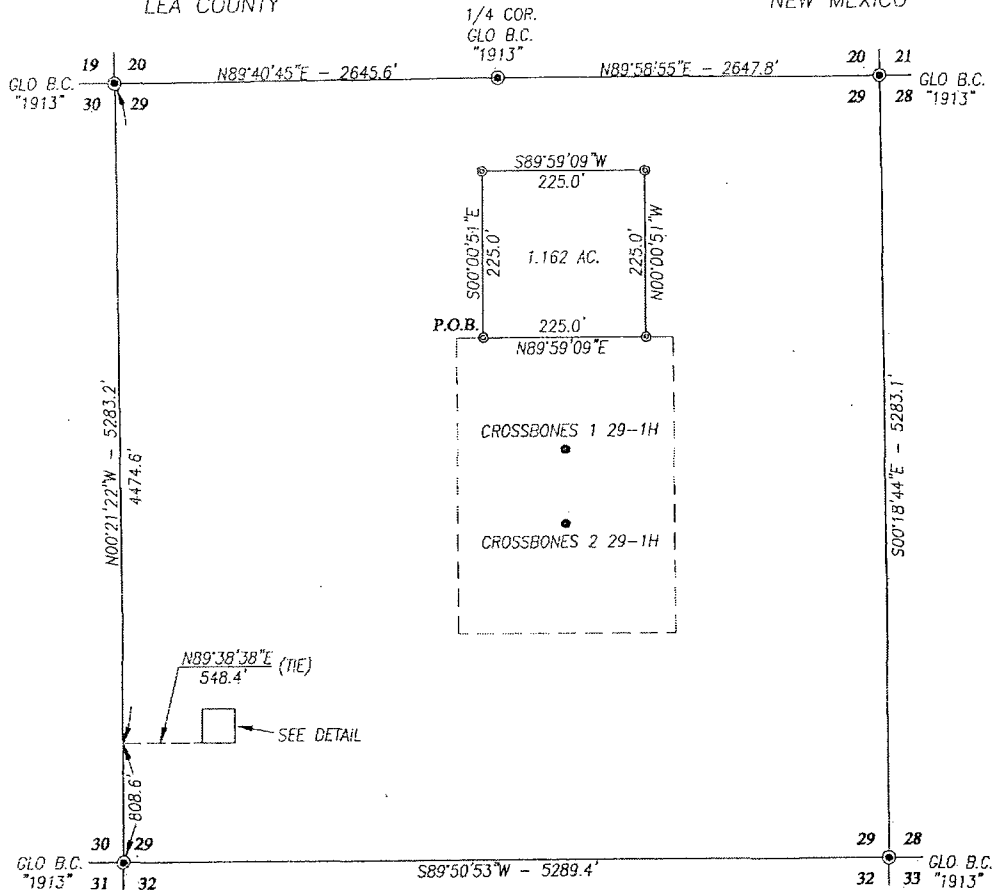 LEA COUNTY
NEW MEXICO
1/4 COR.
GLO B.C.
"1913"
19 20
30 29
GLO B.C.
"1913"
N89°40'45"E - 2645.6'
N89°58'55"E - 2647.8'
20 21
29 28
GLO B.C.
"1913"
S89°59'09"W
225.0'
S00°00'51"E
225.0'
1.162 AC.
225.0'
N00°00'51"W
P.O.B.
225.0'
N89°59'09"E
CROSSBONES 1 29-1H
CROSSBONES 2 29-1H
N00°21'22"W - 5283.2'
4474.6'
S00°18'44"E - 5283.1'
N89°38'38"E (TIE)
548.4'
SEE DETAIL
808.6'
30 29
31 32
GLO B.C.
"1913"
S89°50'53"W - 5289.4'
29 28
32 33
GLO B.C.
"1913"